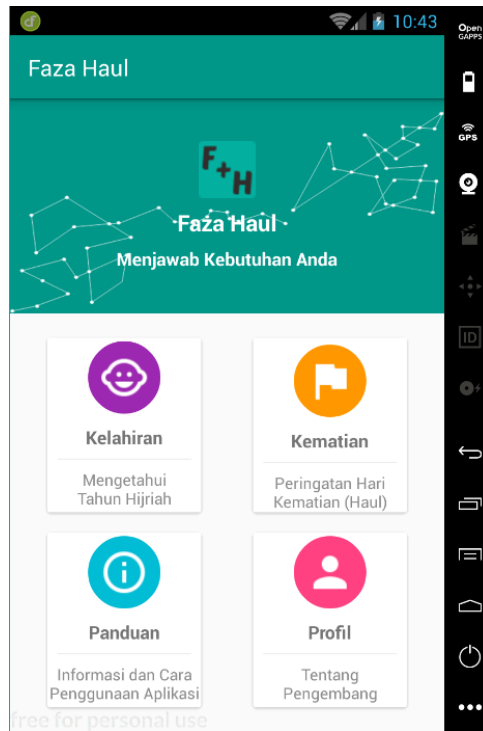 10:43
Faza Haul
F+H
Faza Haul
Menjawab Kebutuhan Anda
Kelahiran
Mengetahui
Tahun Hijriah
Kematian
Peringatan Hari
Kematian (Haul)
Panduan
Informasi dan Cara
Penggunaan Aplikasi
Profil
Tentang
Pengembang
free for personal use
Open
GAPPS
GPS
ID